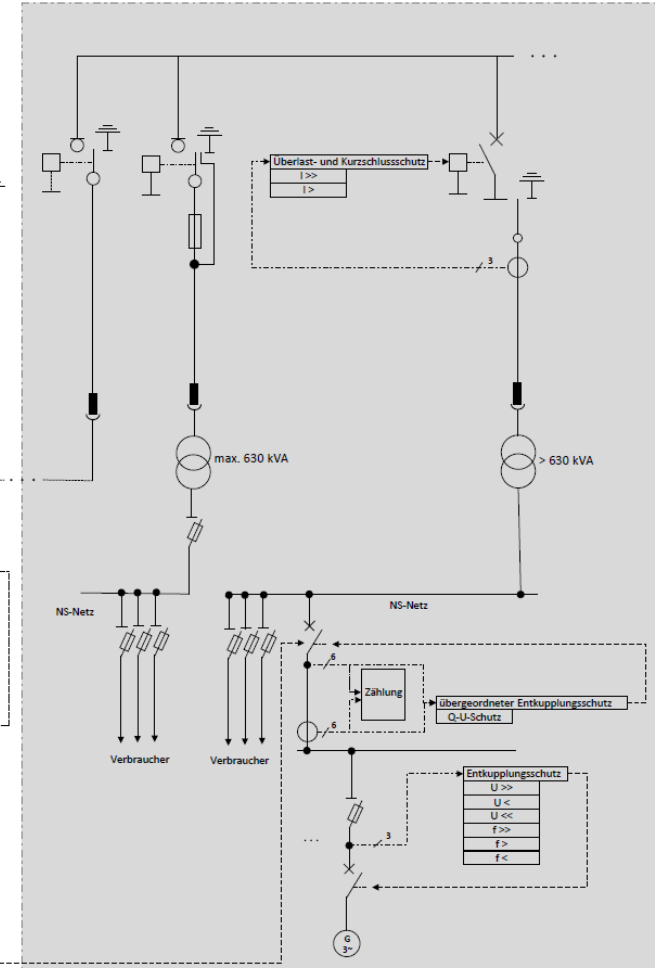 . . .
Überlast- und Kurzschlussschutz
I >>
I >
3
max. 630 kVA
> 630 kVA
. . .
NS-Netz
NS-Netz
6
Zählung
übergeordneter Entkupplungsschutz
Q-U-Schutz
6
Verbraucher
Verbraucher
Entkupplungsschutz
U >>
U <
U <<
f >>
f >
f <
. . .
3
G
3~